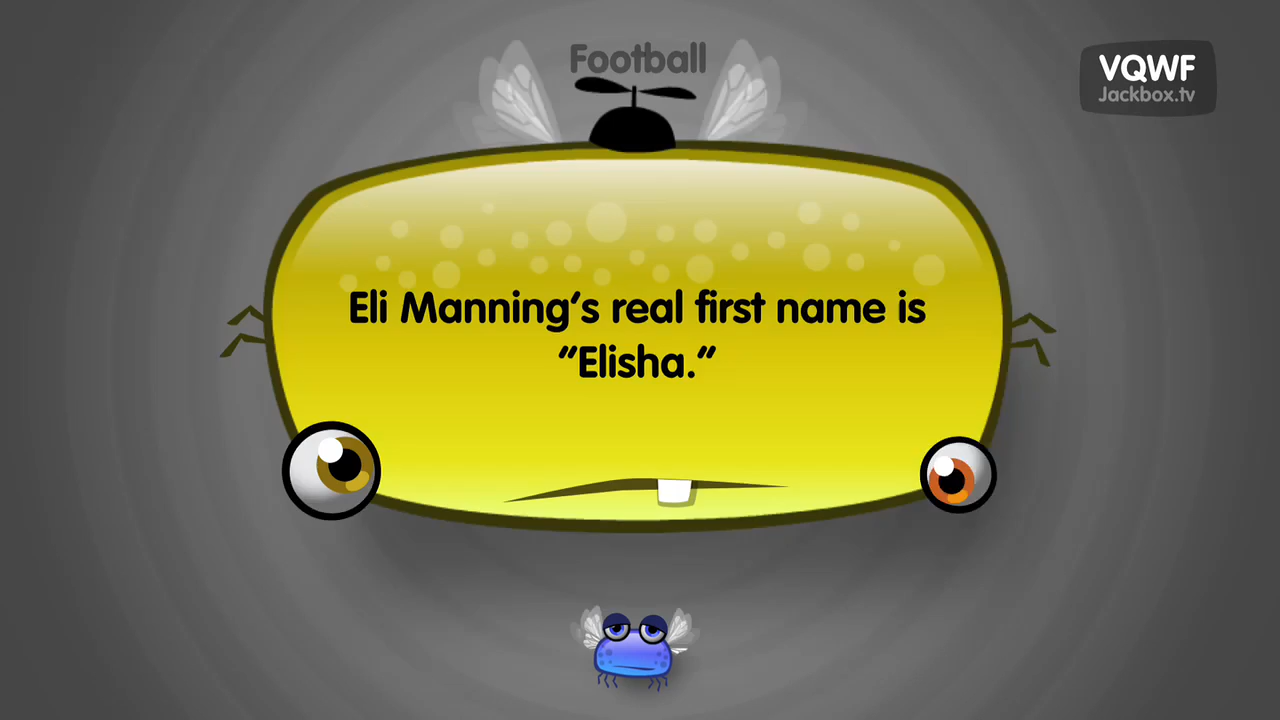 Football
VQWF
Jackbox.tv
Eli Manning's real first name is
"Elisha."